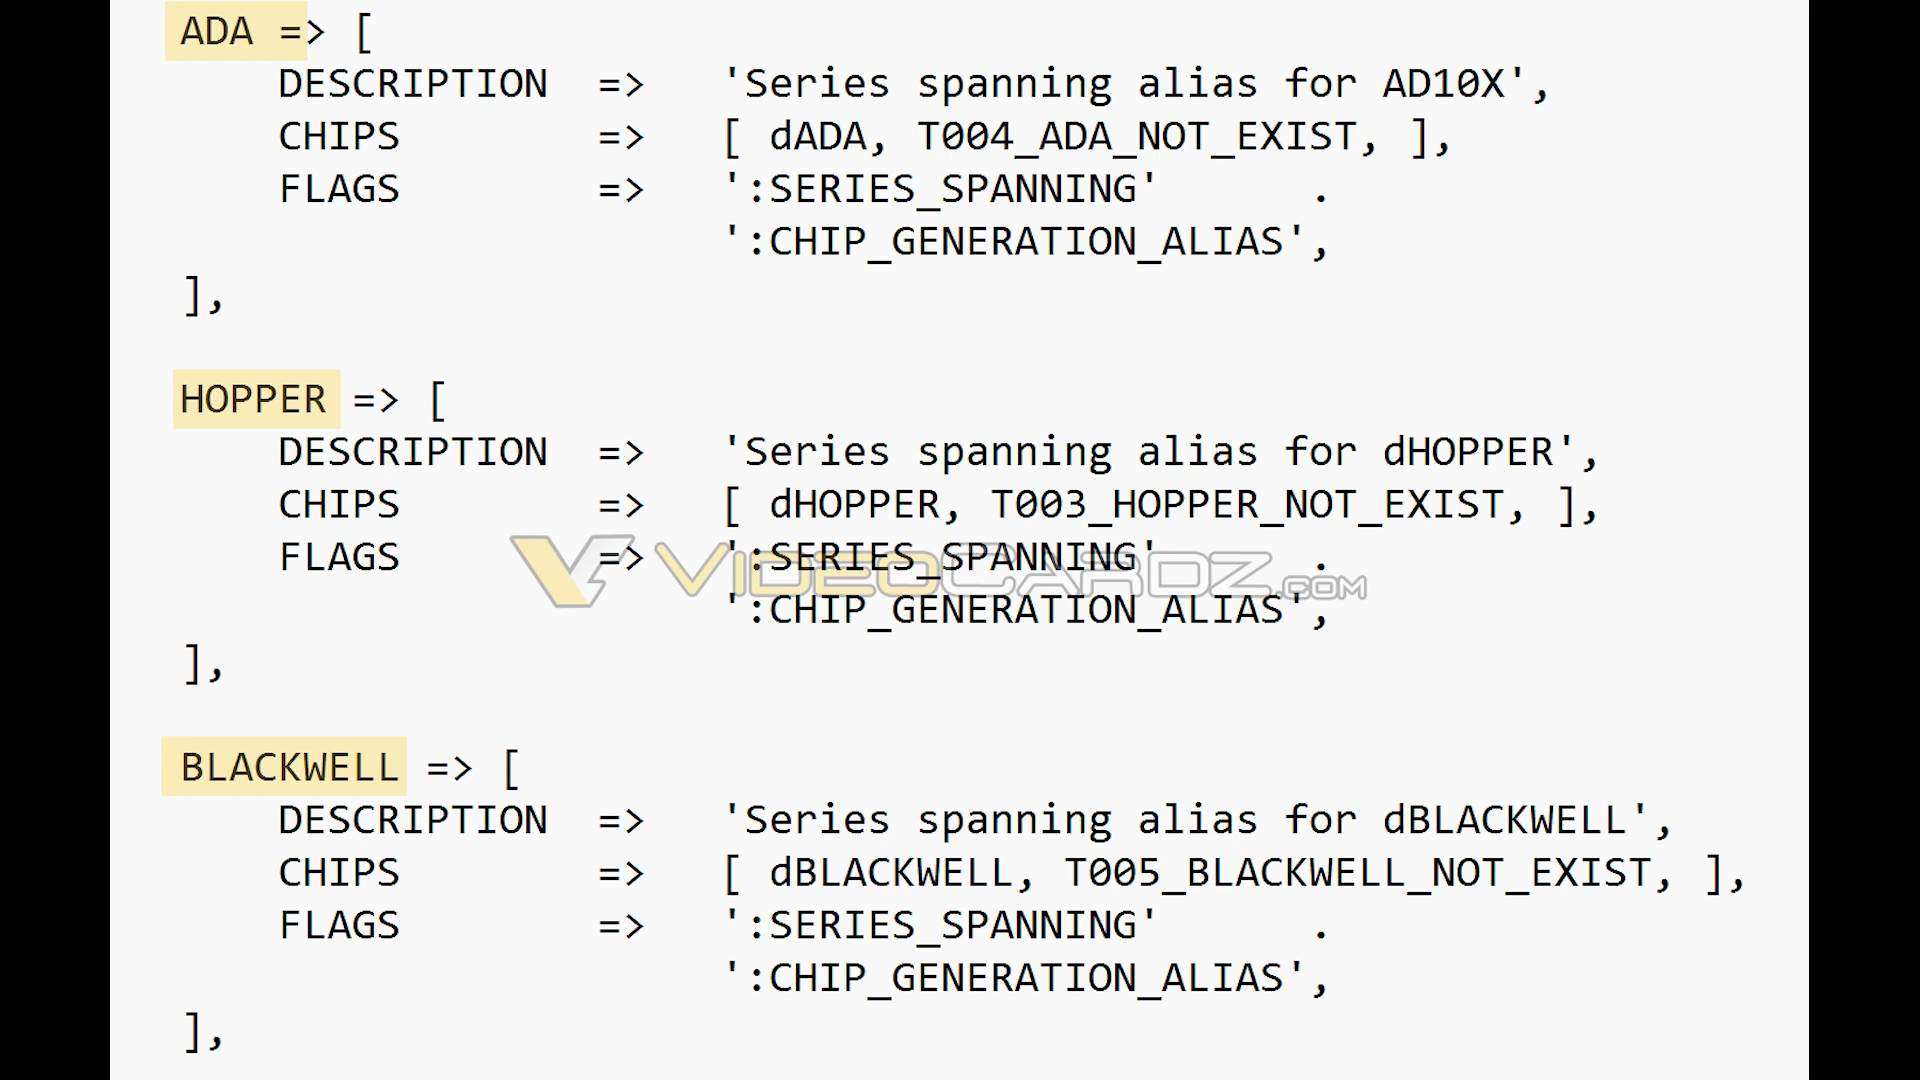 ADA => [
DESCRIPTION => 'Series spanning alias for AD10X',
CHIPS => [ dADA, T004_ADA_NOT_EXIST, ],
FLAGS => ':SERIES_SPANNING' .
':CHIP_GENERATION_ALIAS',
],
HOPPER => [
DESCRIPTION => 'Series spanning alias for dHOPPER',
CHIPS => [ dHOPPER, T003_HOPPER_NOT_EXIST, ],
FLAGS => ':SERIES_SPANNING' .
VIDEOCARDZ.COM
':CHIP_GENERATION_ALIAS',
],
BLACKWELL => [
DESCRIPTION => 'Series spanning alias for dBLACKWELL',
CHIPS => [ dBLACKWELL, T005_BLACKWELL_NOT_EXIST, ],
FLAGS => ':SERIES_SPANNING' .
':CHIP_GENERATION_ALIAS',
],